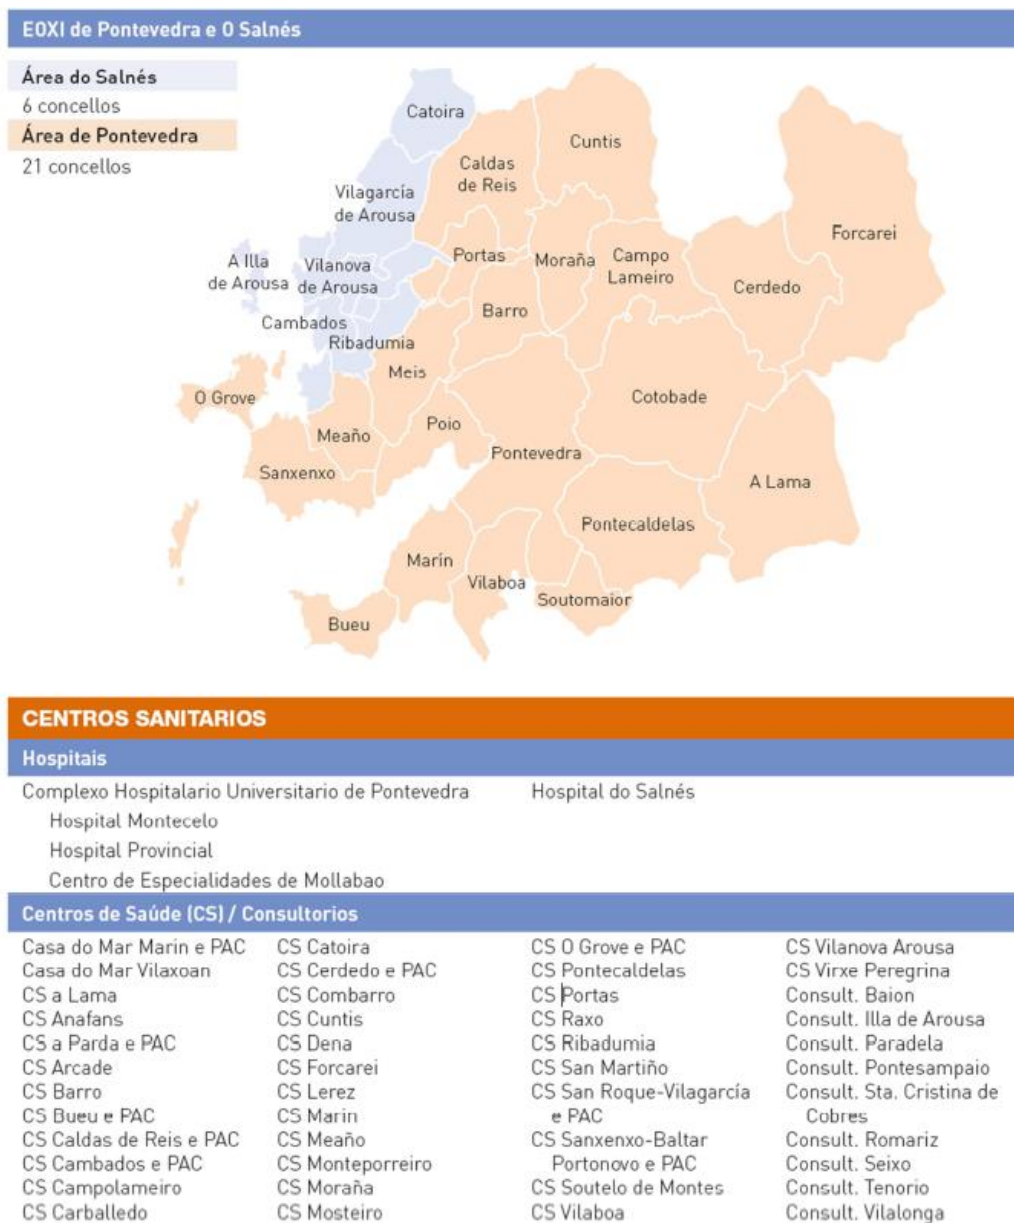 EOXI de Pontevedra e O Salnés
Área do Salnés
6 concellos
Área de Pontevedra
21 concellos
Catoira
Cuntis
Caldas
de Reis
Vilagarcía
de Arousa
Forcarei
A Illa
de Arousa
Vilanova
de Arousa
Portas
Moraña
Campo
Lameiro
Cerdedo
Barro
Cambados
Ribadumia
Meis
O Grove
Cotobade
Meaño
Poio
Pontevedra
Sanxenxo
A Lama
Pontecaldelas
Marín
Vilaboa
Soutomaior
Bueu
CENTROS SANITARIOS
Hospitais
Complexo Hospitalario Universitario de Pontevedra
Hospital Montecelo
Hospital Provincial
Centro de Especialidades de Mollabao
Hospital do Salnés
Centros de Saúde (CS) / Consultorios
Casa do Mar Marin e PAC
Casa do Mar Vilaxoan
CS a Lama
CS Anafans
CS a Parda e PAC
CS Arcade
CS Barro
CS Bueu e PAC
CS Caldas de Reis e PAC
CS Cambados e PAC
CS Campolameiro
CS Carballedo
CS Catoira
CS Cerdedo e PAC
CS Combarro
CS Cuntis
CS Dena
CS Forcarei
CS Lerez
CS Marin
CS Meaño
CS Monteporreiro
CS Moraña
CS Mosteiro
CS O Grove e PAC
CS Pontecaldelas
CS Portas
CS Raxo
CS Ribadumia
CS San Martiño
CS San Roque-Vilagarcía
e PAC
CS Sanxenxo-Baltar
Portonovo e PAC
CS Soutelo de Montes
CS Vilaboa
CS Vilanova Arousa
CS Virxe Peregrina
Consult. Baion
Consult. Illa de Arousa
Consult. Paradela
Consult. Pontesampaio
Consult. Sta. Cristina de
Cobres
Consult. Romariz
Consult. Seixo
Consult. Tenorio
Consult. Vilalonga